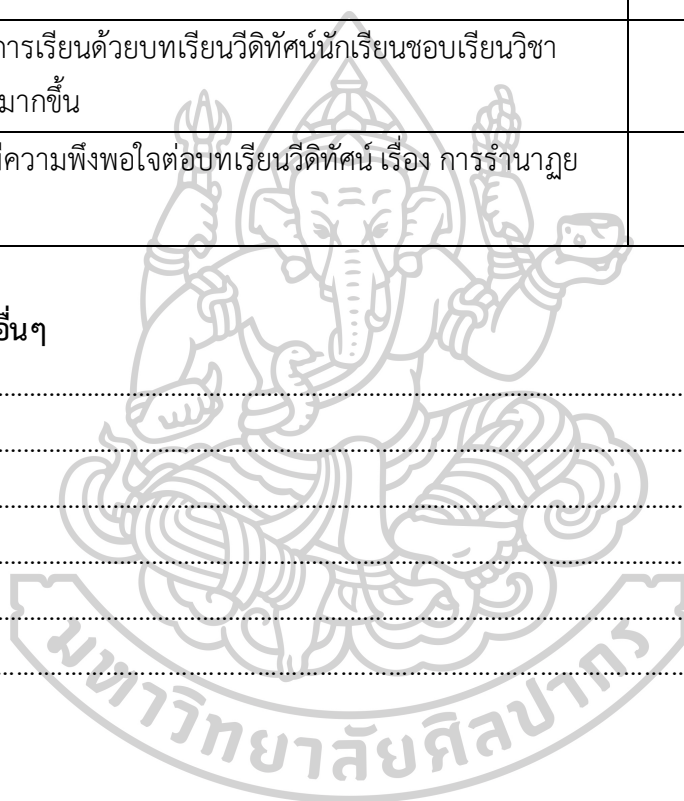 การเรียนด้วยบทเรียนวีดิทัศน์นักเรียนชอบเรียนวิชา
มากขึ้น
ีความพึงพอใจต่อบทเรียนวีดิทัศน์ เรื่อง การรำนาฏย
อื่นๆ
มหาวิทยาลัยศิลปากร